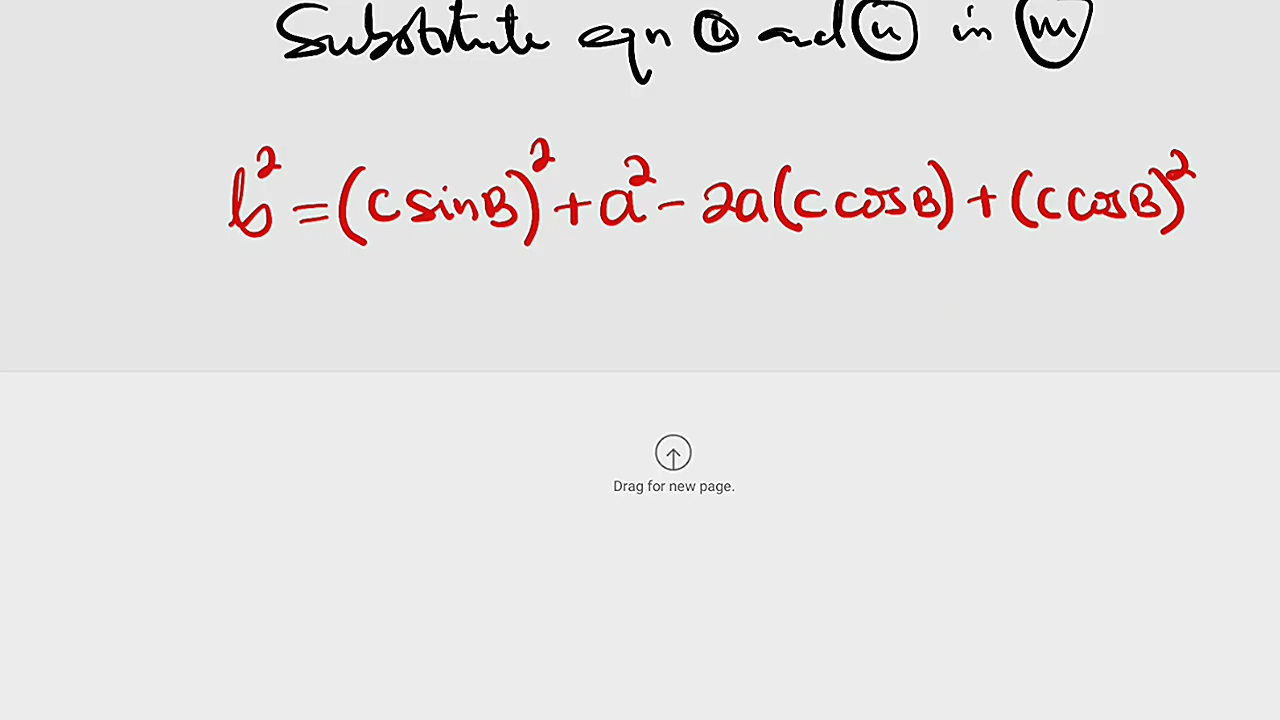 Substitute eqn and (ii) in (iii)
b² = (c sinB)² + a² - 2a(c cosB) + (c cosB)²
Drag for new page.